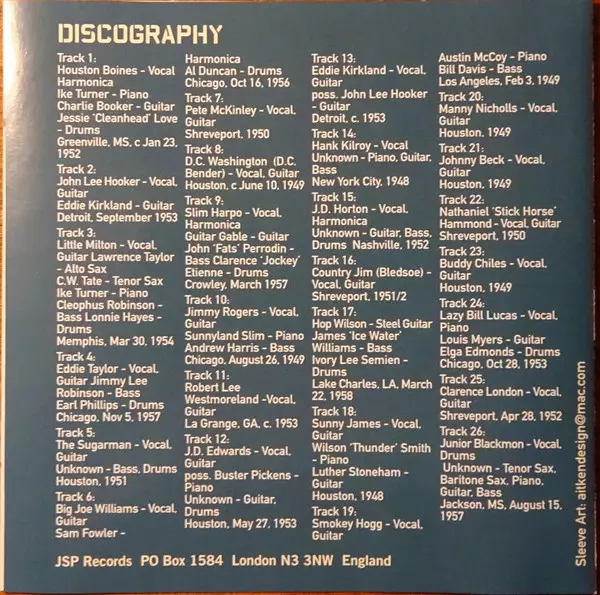 DISCOGRAPHY
Track 1:
Houston Boines - Vocal
Harmonica
Ike Turner - Piano
Charlie Booker - Guitar
Jessie 'Cleanhead' Love
- Drums
Greenville, MS, c Jan 23,
1952
Track 2:
John Lee Hooker - Vocal,
Guitar
Eddie Kirkland - Guitar
Detroit, September 1953
Track 3:
Little Milton - Vocal,
Guitar Lawrence Taylor
- Alto Sax
C.W. Tate - Tenor Sax
Ike Turner - Piano
Cleophus Robinson -
Bass Lonnie Hayes -
Drums
Memphis, Mar 30, 1954
Track 4:
Eddie Taylor - Vocal,
Guitar Jimmy Lee
Robinson - Bass
Earl Phillips - Drums
Chicago, Nov 5, 1957
Track 5:
The Sugarman - Vocal,
Guitar
Unknown - Bass, Drums
Houston, 1951
Track 6:
Big Joe Williams - Vocal,
Guitar
Sam Fowler -
Harmonica
Al Duncan - Drums
Chicago, Oct 16, 1956
Track 7:
Pete McKinley - Vocal,
Guitar
Shreveport, 1950
Track 8:
D.C. Washington (D.C.
Bender) - Vocal, Guitar
Houston, c June 10, 1949
Track 9:
Slim Harpo - Vocal,
Harmonica
Guitar Gable - Guitar
John 'Fats' Perrodin -
Bass Clarence 'Jockey'
Etienne - Drums
Crowley, March 1957
Track 10:
Jimmy Rogers - Vocal,
Guitar
Sunnyland Slim - Piano
Andrew Harris - Bass
Chicago, August 26, 1949
Track 11:
Robert Lee
Westmoreland -Vocal,
Guitar
La Grange, GA, c. 1953
Track 12:
J.D. Edwards - Vocal,
Guitar
poss. Buster Pickens -
Piano
Unknown - Guitar,
Drums
Houston, May 27, 1953
Track 13:
Eddie Kirkland - Vocal,
Guitar
poss. John Lee Hooker
- Guitar
Detroit, c. 1953
Track 14:
Hank Kilroy - Vocal
Unknown - Piano, Guitar,
Bass
New York City, 1948
Track 15:
J.D. Horton - Vocal,
Harmonica
Unknown - Guitar, Bass,
Drums Nashville, 1952
Track 16:
Country Jim (Bledsoe) -
Vocal, Guitar
Shreveport, 1951/2
Track 17:
Hop Wilson - Steel Guitar
James 'Ice Water'
Williams - Bass
Ivory Lee Semien -
Drums
Lake Charles, LA, March
22, 1958
Track 18:
Sunny James - Vocal,
Guitar
Wilson 'Thunder' Smith
- Piano
Luther Stoneham -
Guitar
Houston, 1948
Track 19:
Smokey Hogg - Vocal,
Guitar
Austin McCoy - Piano
Bill Davis - Bass
Los Angeles, Feb 3, 1949
Track 20:
Manny Nicholls - Vocal,
Guitar
Houston, 1949
Track 21:
Johnny Beck - Vocal,
Guitar
Houston, 1949
Track 22:
Nathaniel 'Stick Horse'
Hammond - Vocal, Guitar
Shreveport, 1950
Track 23:
Buddy Chiles - Vocal,
Guitar
Houston, 1949
Track 24:
Lazy Bill Lucas - Vocal,
Piano
Louis Myers - Guitar
Elga Edmonds - Drums
Chicago, Oct 28, 1953
Track 25:
Clarence London - Vocal,
Guitar
Shreveport, Apr 28, 1952
Track 26:
Junior Blackmon - Vocal,
Drums
Unknown - Tenor Sax,
Baritone Sax, Piano,
Guitar, Bass
Jackson, MS, August 15,
1957
JSP Records PO Box 1584 London N3 3NW England
Sleeve Art: aitkendesign@mac.com